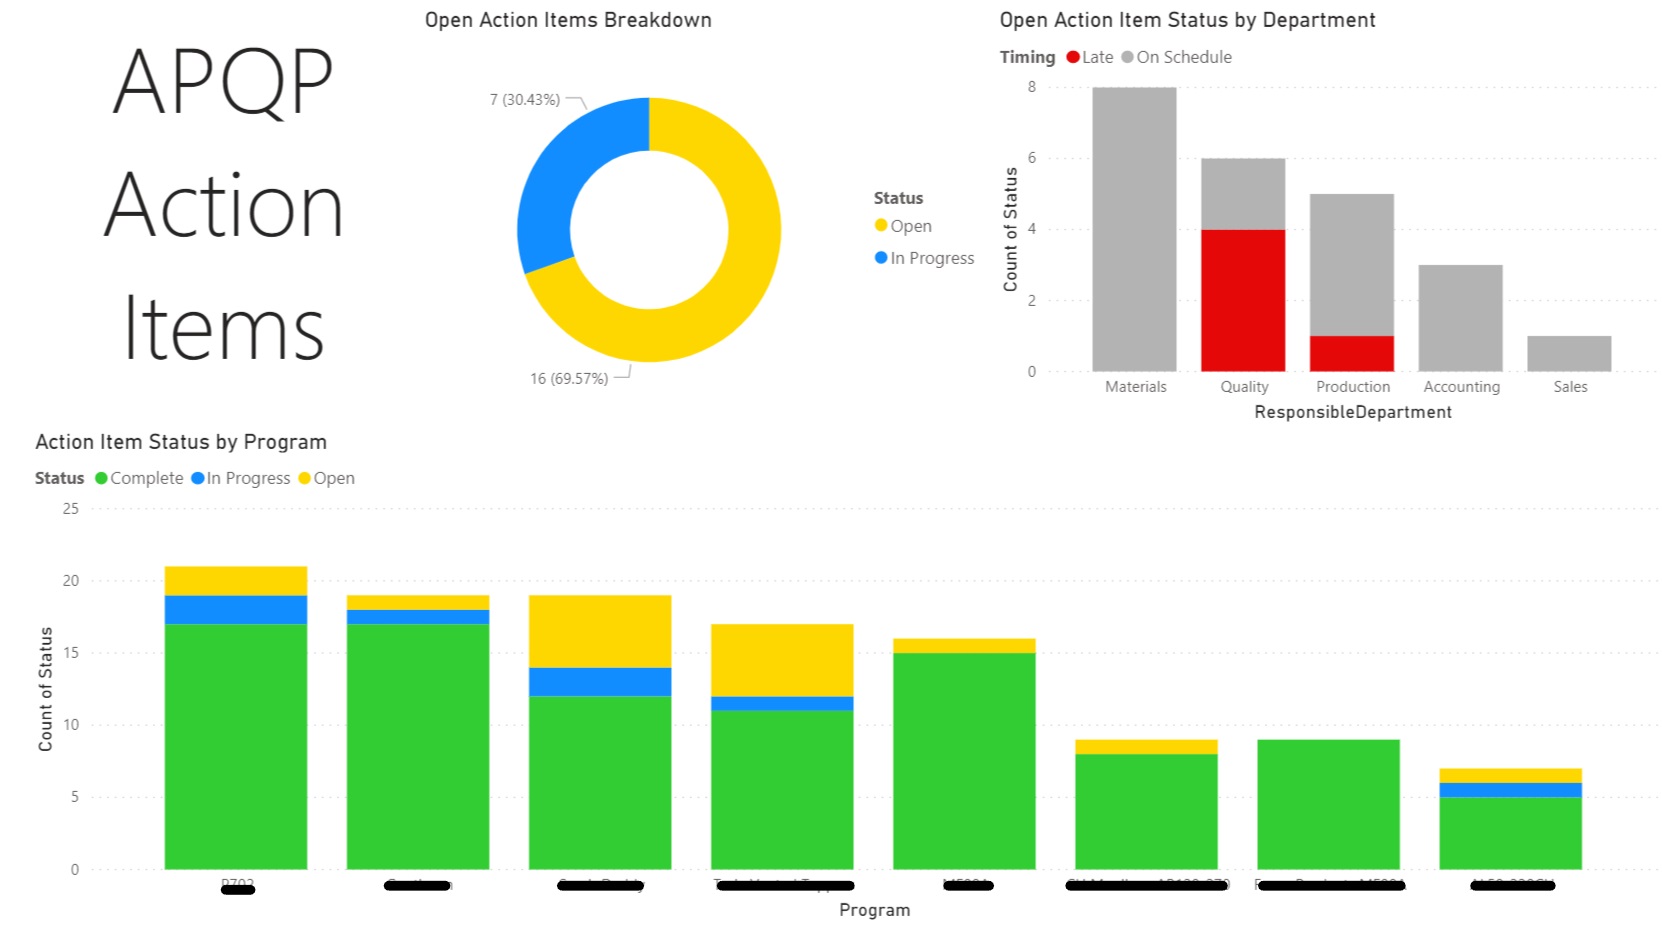 APQP
Action
Items
Open Action Items Breakdown
7 (30.43%)
16 (69.57%)
Status
Open
In Progress
Open Action Item Status by Department
Timing Late On Schedule
Count of Status
8
6
4
2
0
Materials Quality Production Accounting Sales
ResponsibleDepartment
Action Item Status by Program
Status Complete In Progress Open
Count of Status
25
20
15
10
5
0
Program